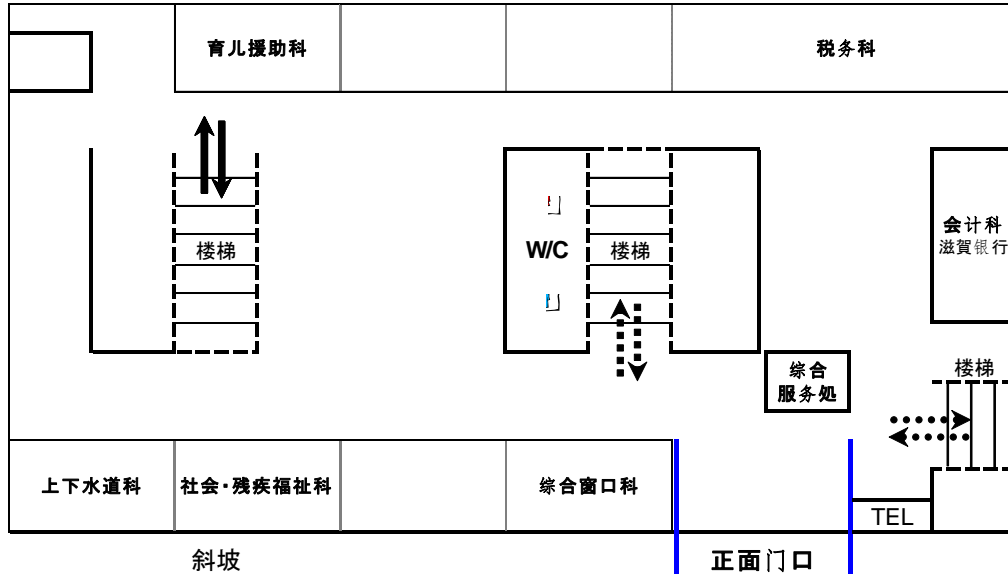 育儿援助科
税务科
会计科
滋賀银行
楼梯
W/C
楼梯
楼梯
综合
服务処
上下水道科
社会·残疾福祉科
综合窗口科
TEL
斜坡
正面门口